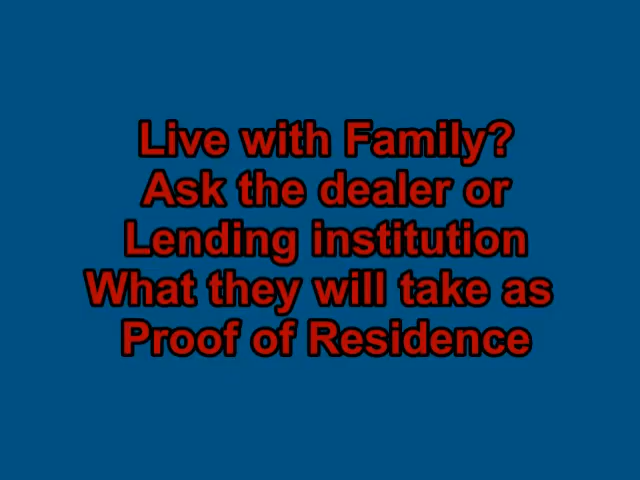 Live with Family?
Ask the dealer or
Lending institution
What they will take as
Proof of Residence